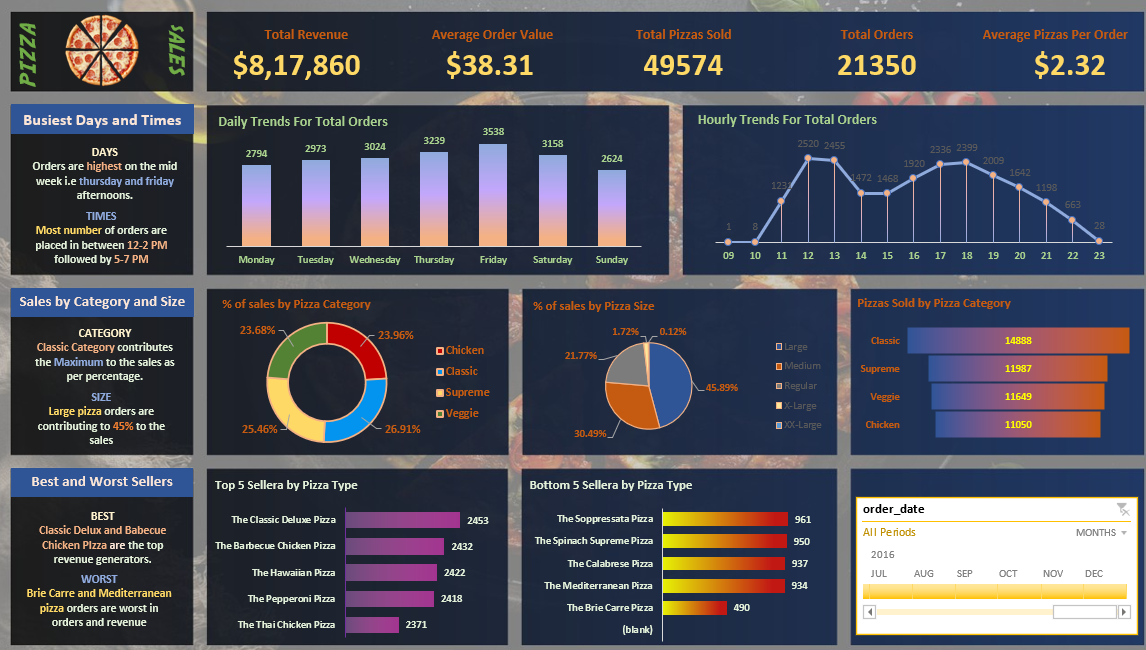 PIZZA
SALES
Total Revenue
$8,17,860
Average Order Value
$38.31
Total Pizzas Sold
49574
Total Orders
21350
Average Pizzas Per Order
$2.32
Busiest Days and Times
DAYS
Orders are highest on the mid
week i.e thursday and friday
afternoons.
TIMES
Most number of orders are
placed in between 12-2 PM
followed by 5-7 PM
Daily Trends For Total Orders
2794
2973
3024
3239
3538
3158
2624
Monday
Tuesday
Wednesday
Thursday
Friday
Saturday
Sunday
Hourly Trends For Total Orders
1
8
1231
2520
2455
1472
1468
1920
2336
2399
2009
1642
1198
663
28
09
10
11
12
13
14
15
16
17
18
19
20
21
22
23
Sales by Category and Size
CATEGORY
Classic Category contributes
the Maximum to the sales as
per percentage.
SIZE
Large pizza orders are
contributing to 45% to the
sales
% of sales by Pizza Category
23.68%
23.96%
25.46%
26.91%
Chicken
Classic
Supreme
Veggie
% of sales by Pizza Size
1.72%
0.12%
21.77%
45.89%
30.49%
Large
Medium
Regular
X-Large
XX-Large
Pizzas Sold by Pizza Category
Classic
14888
Supreme
11987
Veggie
11649
Chicken
11050
Best and Worst Sellers
BEST
Classic Delux and Babecue
Chicken PIzza are the top
revenue generators.
WORST
Brie Carre and Mediterranean
pizza orders are worst in
orders and revenue
Top 5 Sellera by Pizza Type
The Classic Deluxe Pizza
2453
The Barbecue Chicken Pizza
2432
The Hawaiian Pizza
2422
The Pepperoni Pizza
2418
The Thai Chicken Pizza
2371
Bottom 5 Sellera by Pizza Type
The Soppressata Pizza
961
The Spinach Supreme Pizza
950
The Calabrese Pizza
937
The Mediterranean Pizza
934
The Brie Carre Pizza
490
(blank)
order_date
All Periods
MONTHS
2016
JUL
AUG
SEP
OCT
NOV
DEC